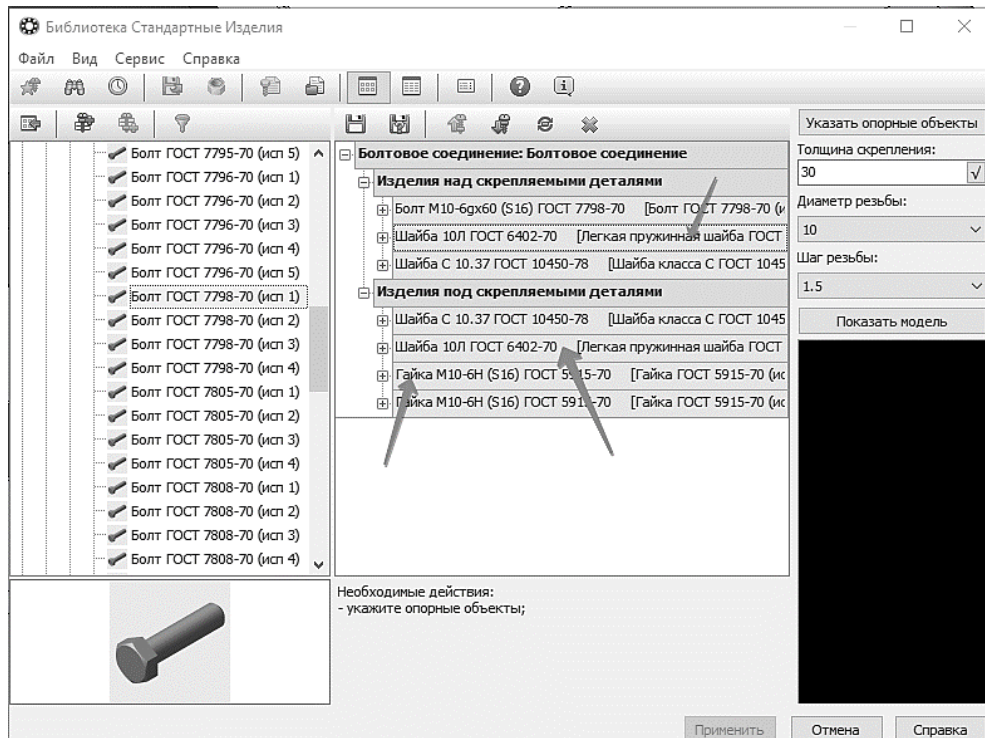 Библиотека Стандартные Изделия
Файл Вид Сервис Справка
Указать опорные объекты
Толщина скрепления:
30
Диаметр резьбы:
10
Шаг резьбы:
1.5
Показать модель
Болт ГОСТ 7795-70 (исп 5)
Болт ГОСТ 7796-70 (исп 1)
Болт ГОСТ 7796-70 (исп 2)
Болт ГОСТ 7796-70 (исп 3)
Болт ГОСТ 7796-70 (исп 4)
Болт ГОСТ 7796-70 (исп 5)
Болт ГОСТ 7798-70 (исп 1)
Болт ГОСТ 7798-70 (исп 2)
Болт ГОСТ 7798-70 (исп 3)
Болт ГОСТ 7798-70 (исп 4)
Болт ГОСТ 7805-70 (исп 1)
Болт ГОСТ 7805-70 (исп 2)
Болт ГОСТ 7805-70 (исп 3)
Болт ГОСТ 7805-70 (исп 4)
Болт ГОСТ 7808-70 (исп 1)
Болт ГОСТ 7808-70 (исп 2)
Болт ГОСТ 7808-70 (исп 3)
Болт ГОСТ 7808-70 (исп 4)
Болтовое соединение: Болтовое соединение
Изделия над скрепляемыми деталями
Болт М10-6gx60 (S16) ГОСТ 7798-70 [Болт ГОСТ 7798-70 (и
Шайба 10Л ГОСТ 6402-70 [Легкая пружинная шайба ГОСТ
Шайба С 10.37 ГОСТ 10450-78 [Шайба класса С ГОСТ 1045
Изделия под скрепляемыми деталями
Шайба С 10.37 ГОСТ 10450-78 [Шайба класса С ГОСТ 1045
Шайба 10Л ГОСТ 6402-70 [Легкая пружинная шайба ГОСТ
Гайка М10-6Н (S16) ГОСТ 5915-70 [Гайка ГОСТ 5915-70 (ис
Гайка М10-6Н (S16) ГОСТ 5915-70 [Гайка ГОСТ 5915-70 (ис
Необходимые действия:
- укажите опорные объекты;
Применить Отмена Справка